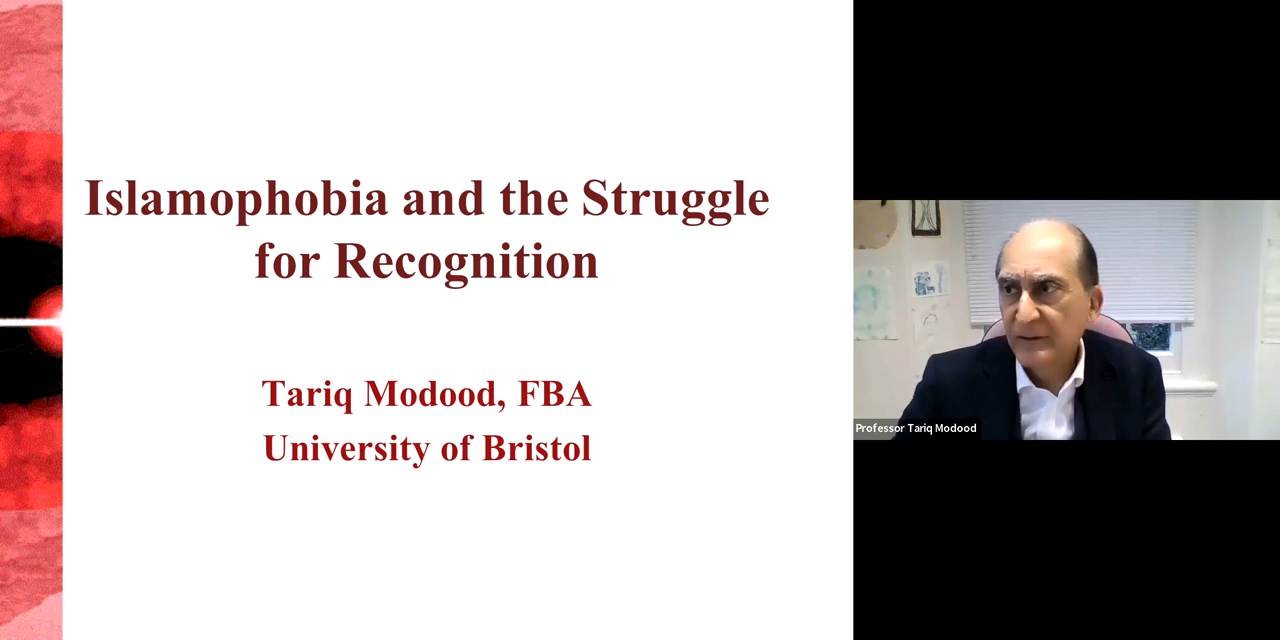 Islamophobia and the Struggle
for Recognition
Tariq Modood, FBA
University of Bristol
Professor Tariq Modood